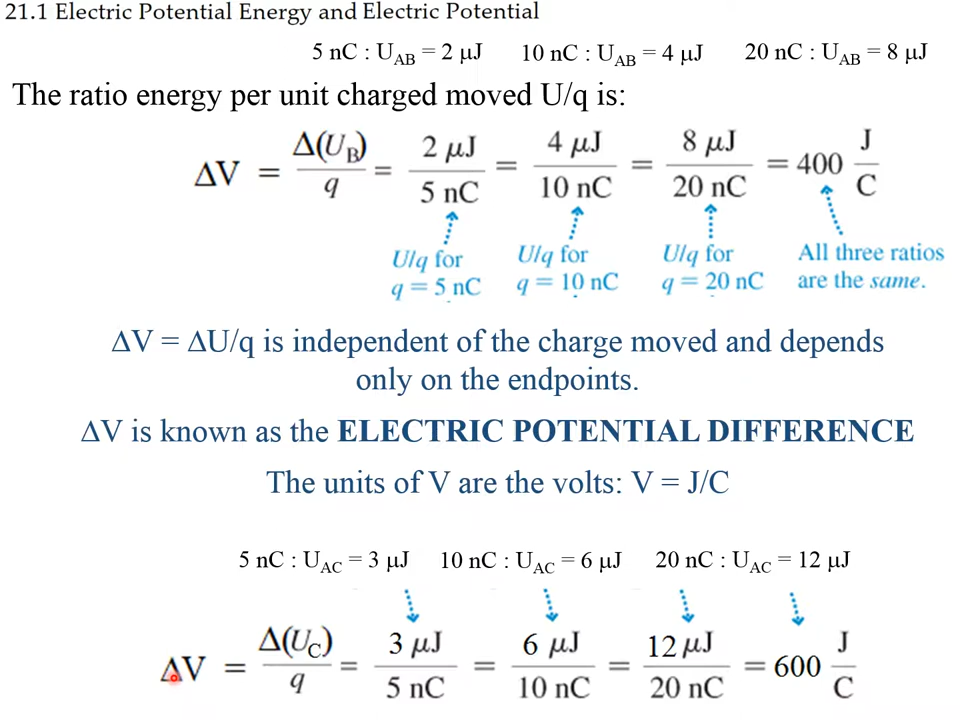 21.1 Electric Potential Energy and Electric Potential
5 nC : U_AB = 2 μJ 10 nC : U_AB = 4 μJ 20 nC : U_AB = 8 μJ
The ratio energy per unit charged moved U/q is:
ΔV = Δ(U_B)/q = 2 μJ/5 nC = 4 μJ/10 nC = 8 μJ/20 nC = 400 J/C
U/q for U/q for U/q for All three ratios
q = 5 nC q = 10 nC q = 20 nC are the same.
ΔV = ΔU/q is independent of the charge moved and depends
only on the endpoints.
ΔV is known as the ELECTRIC POTENTIAL DIFFERENCE
The units of V are the volts: V = J/C
5 nC : U_AC = 3 μJ 10 nC : U_AC = 6 μJ 20 nC : U_AC = 12 μJ
ΔV = Δ(U_C)/q = 3 μJ/5 nC = 6 μJ/10 nC = 12 μJ/20 nC = 600 J/C